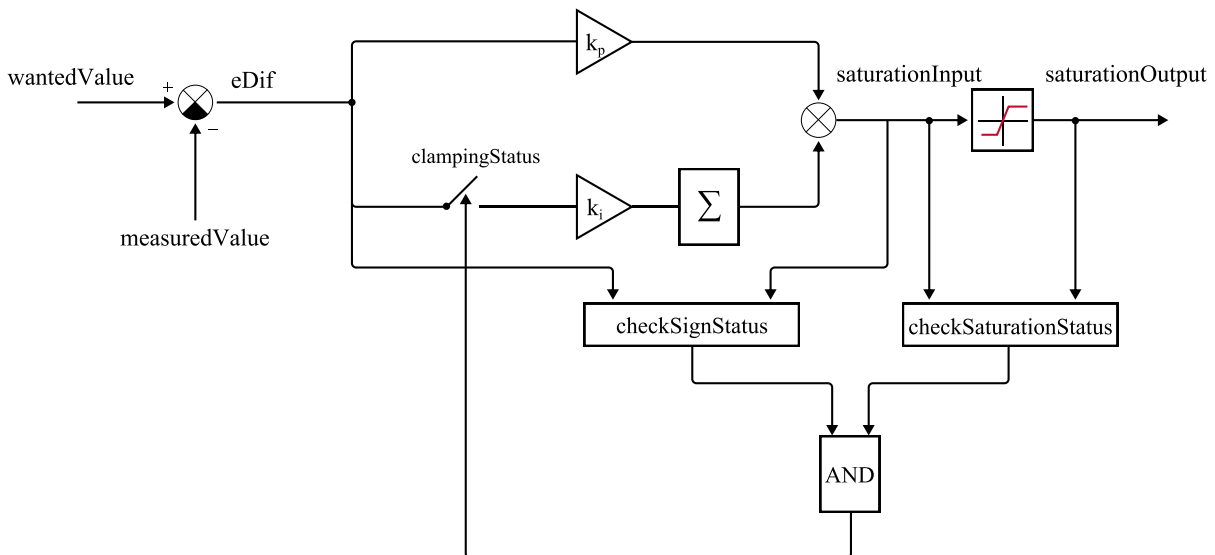 kp
wantedValue
+
eDif
saturationInput
saturationOutput
−
clampingStatus
ki
Σ
measuredValue
checkSignStatus
checkSaturationStatus
AND